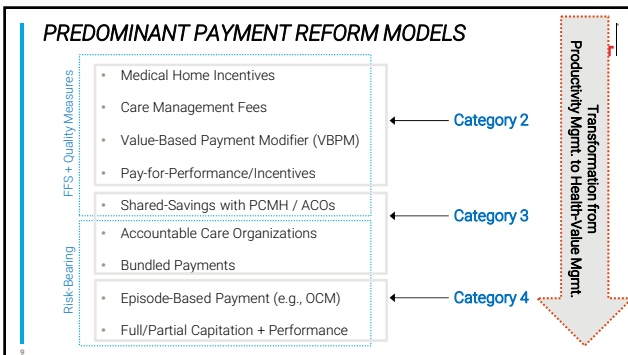 PREDOMINANT PAYMENT REFORM MODELS
FFS + Quality Measures
• Medical Home Incentives
• Care Management Fees
• Value-Based Payment Modifier (VBPM)
• Pay-for-Performance/Incentives
Category 2
• Shared-Savings with PCMH / ACOs
Category 3
Risk-Bearing
• Accountable Care Organizations
• Bundled Payments
• Episode-Based Payment (e.g., OCM)
Category 4
• Full/Partial Capitation + Performance
Transformation from
Productivity Mgmt. to Health-Value Mgmt.
9